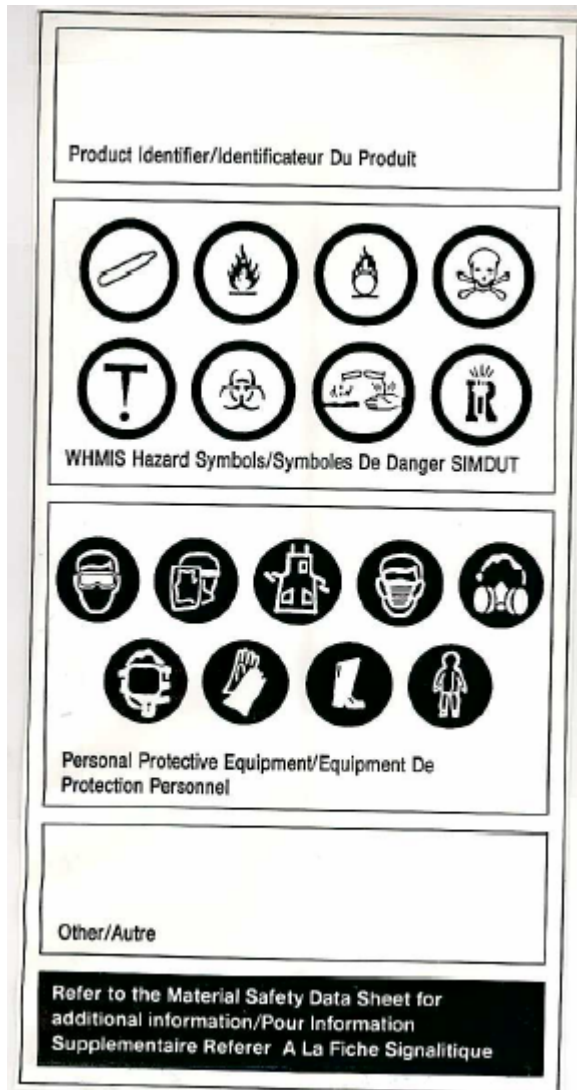 Product Identifier/Identificateur Du Produit
WHMIS Hazard Symbols/Symboles De Danger SIMDUT
Personal Protective Equipment/Equipment De
Protection Personnel
Other/Autre
Refer to the Material Safety Data Sheet for
additional information/Pour Information
Supplementaire Referer A La Fiche Signalitique